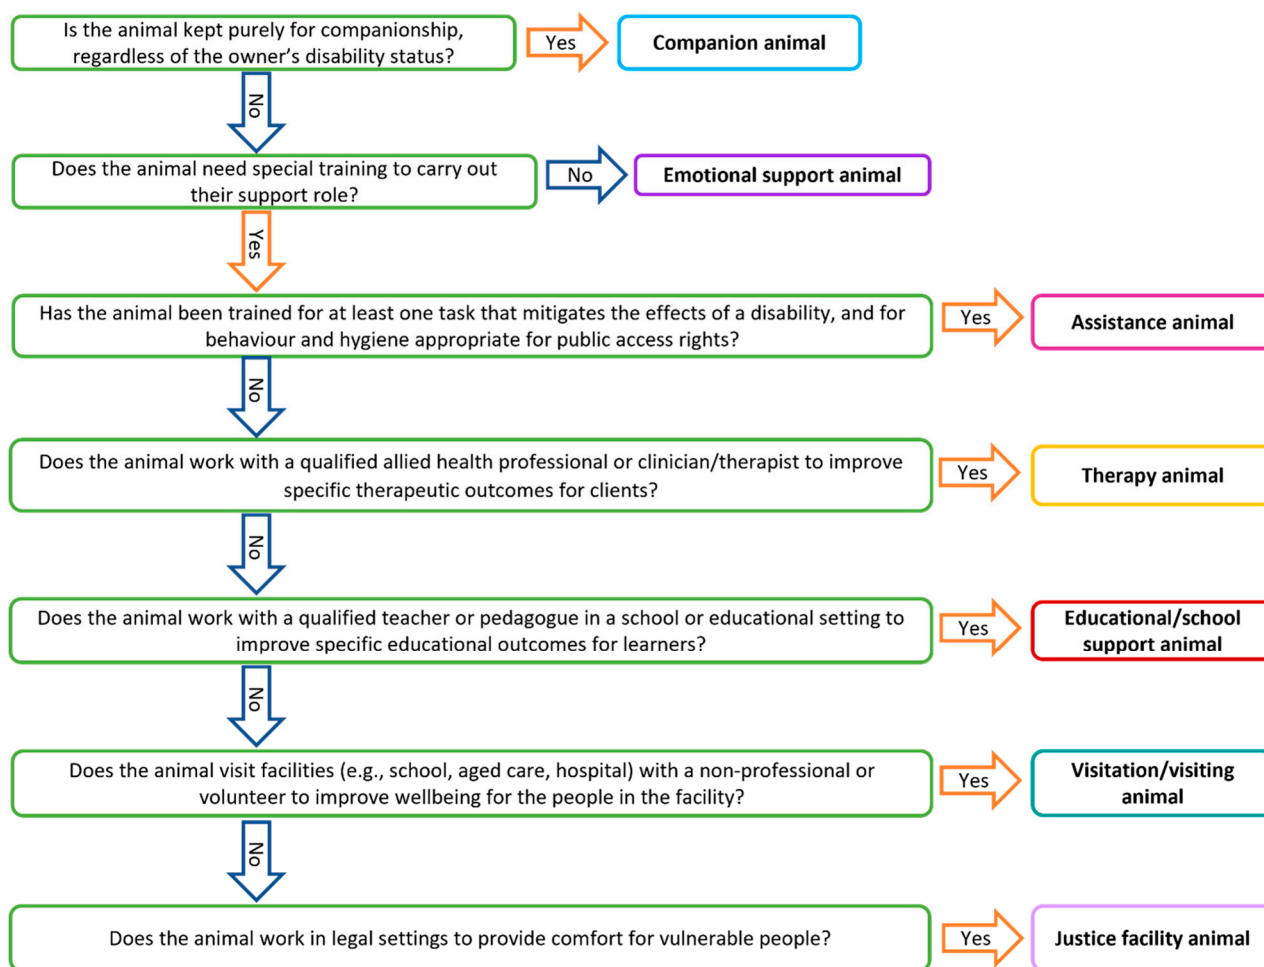 Is the animal kept purely for companionship,
regardless of the owner’s disability status?
Yes
Companion animal
No
Does the animal need special training to carry out
their support role?
No
Emotional support animal
Yes
Has the animal been trained for at least one task that mitigates the effects of a disability, and for
behaviour and hygiene appropriate for public access rights?
Yes
Assistance animal
No
Does the animal work with a qualified allied health professional or clinician/therapist to improve
specific therapeutic outcomes for clients?
Yes
Therapy animal
No
Does the animal work with a qualified teacher or pedagogue in a school or educational setting to
improve specific educational outcomes for learners?
Yes
Educational/school
support animal
No
Does the animal visit facilities (e.g., school, aged care, hospital) with a non-professional or
volunteer to improve wellbeing for the people in the facility?
Yes
Visitation/visiting
animal
No
Does the animal work in legal settings to provide comfort for vulnerable people?
Yes
Justice facility animal